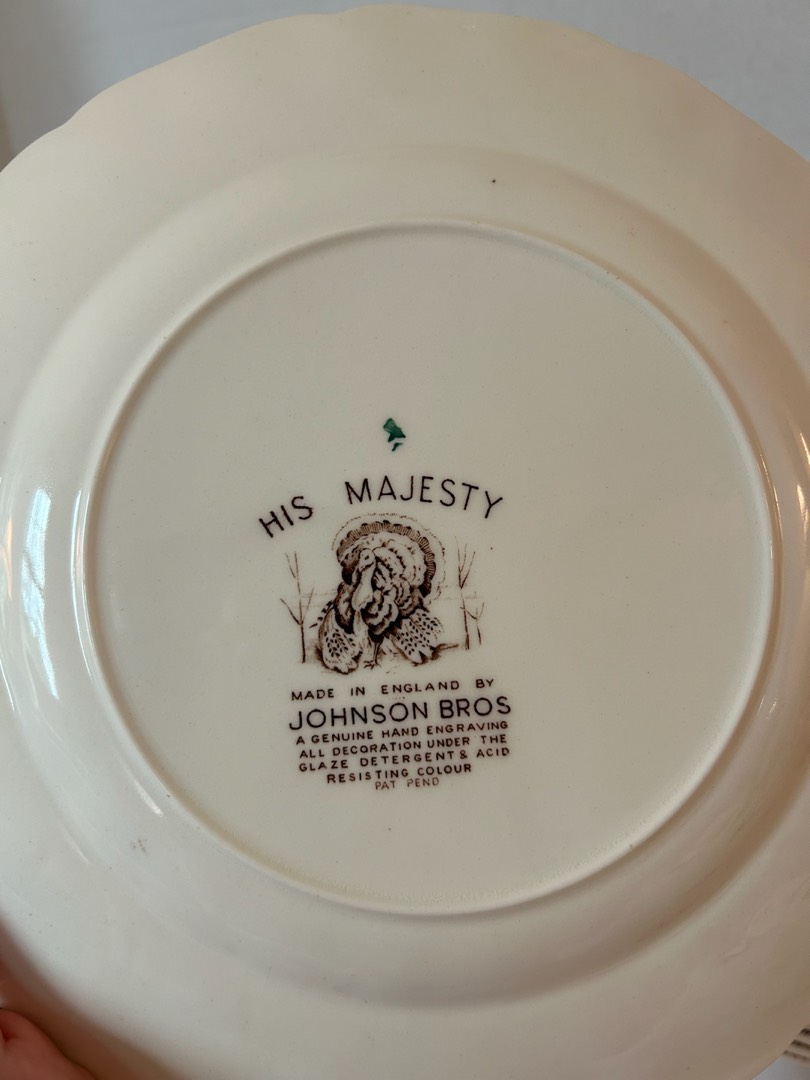 HIS MAJESTY
MADE IN ENGLAND BY
JOHNSON BROS
A GENUINE HAND ENGRAVING
ALL DECORATION UNDER THE
GLAZE DETERGENT & ACID
RESISTING COLOUR
PAT PEND